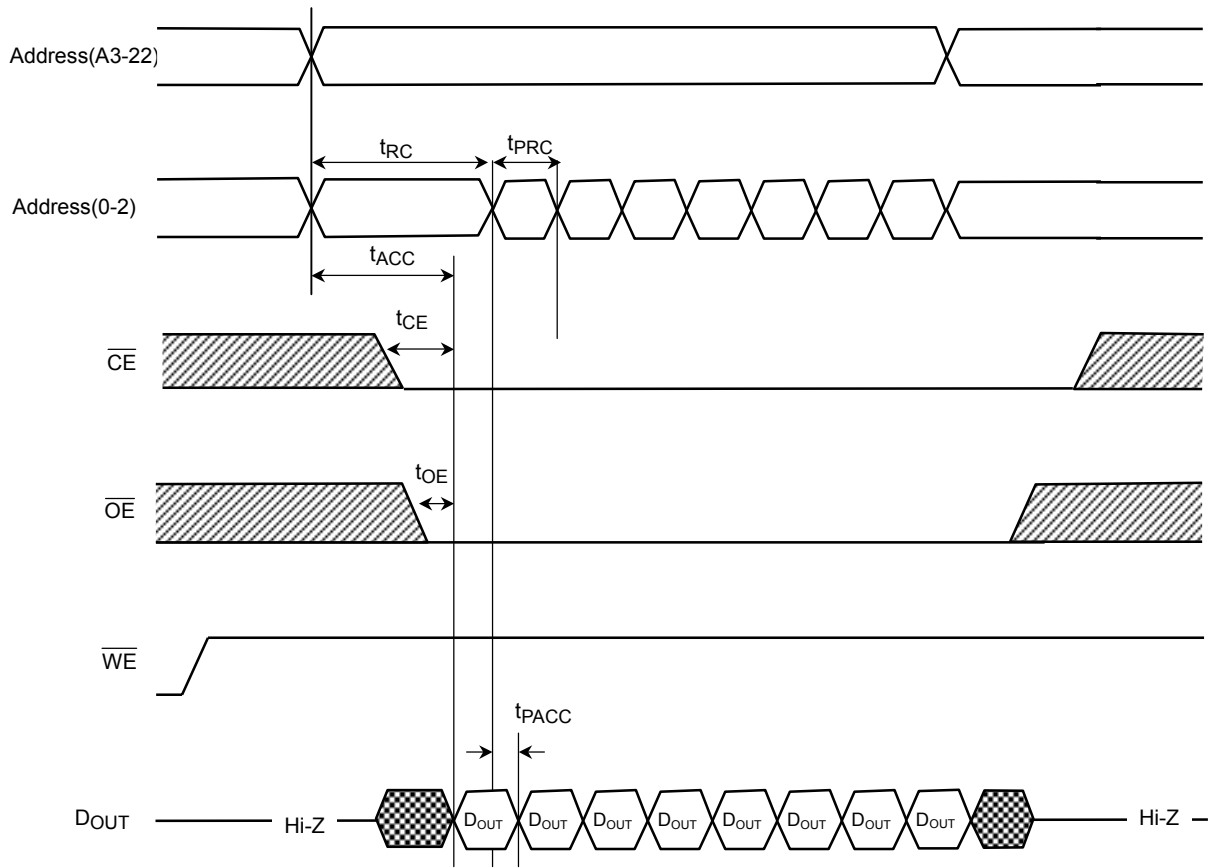 Address(A3-22)
tRC
tPRC
Address(0-2)
tACC
tCE
CE
tOE
OE
WE
tPACC
DOUT
Hi-Z
DOUT
DOUT
DOUT
DOUT
DOUT
DOUT
DOUT
DOUT
Hi-Z